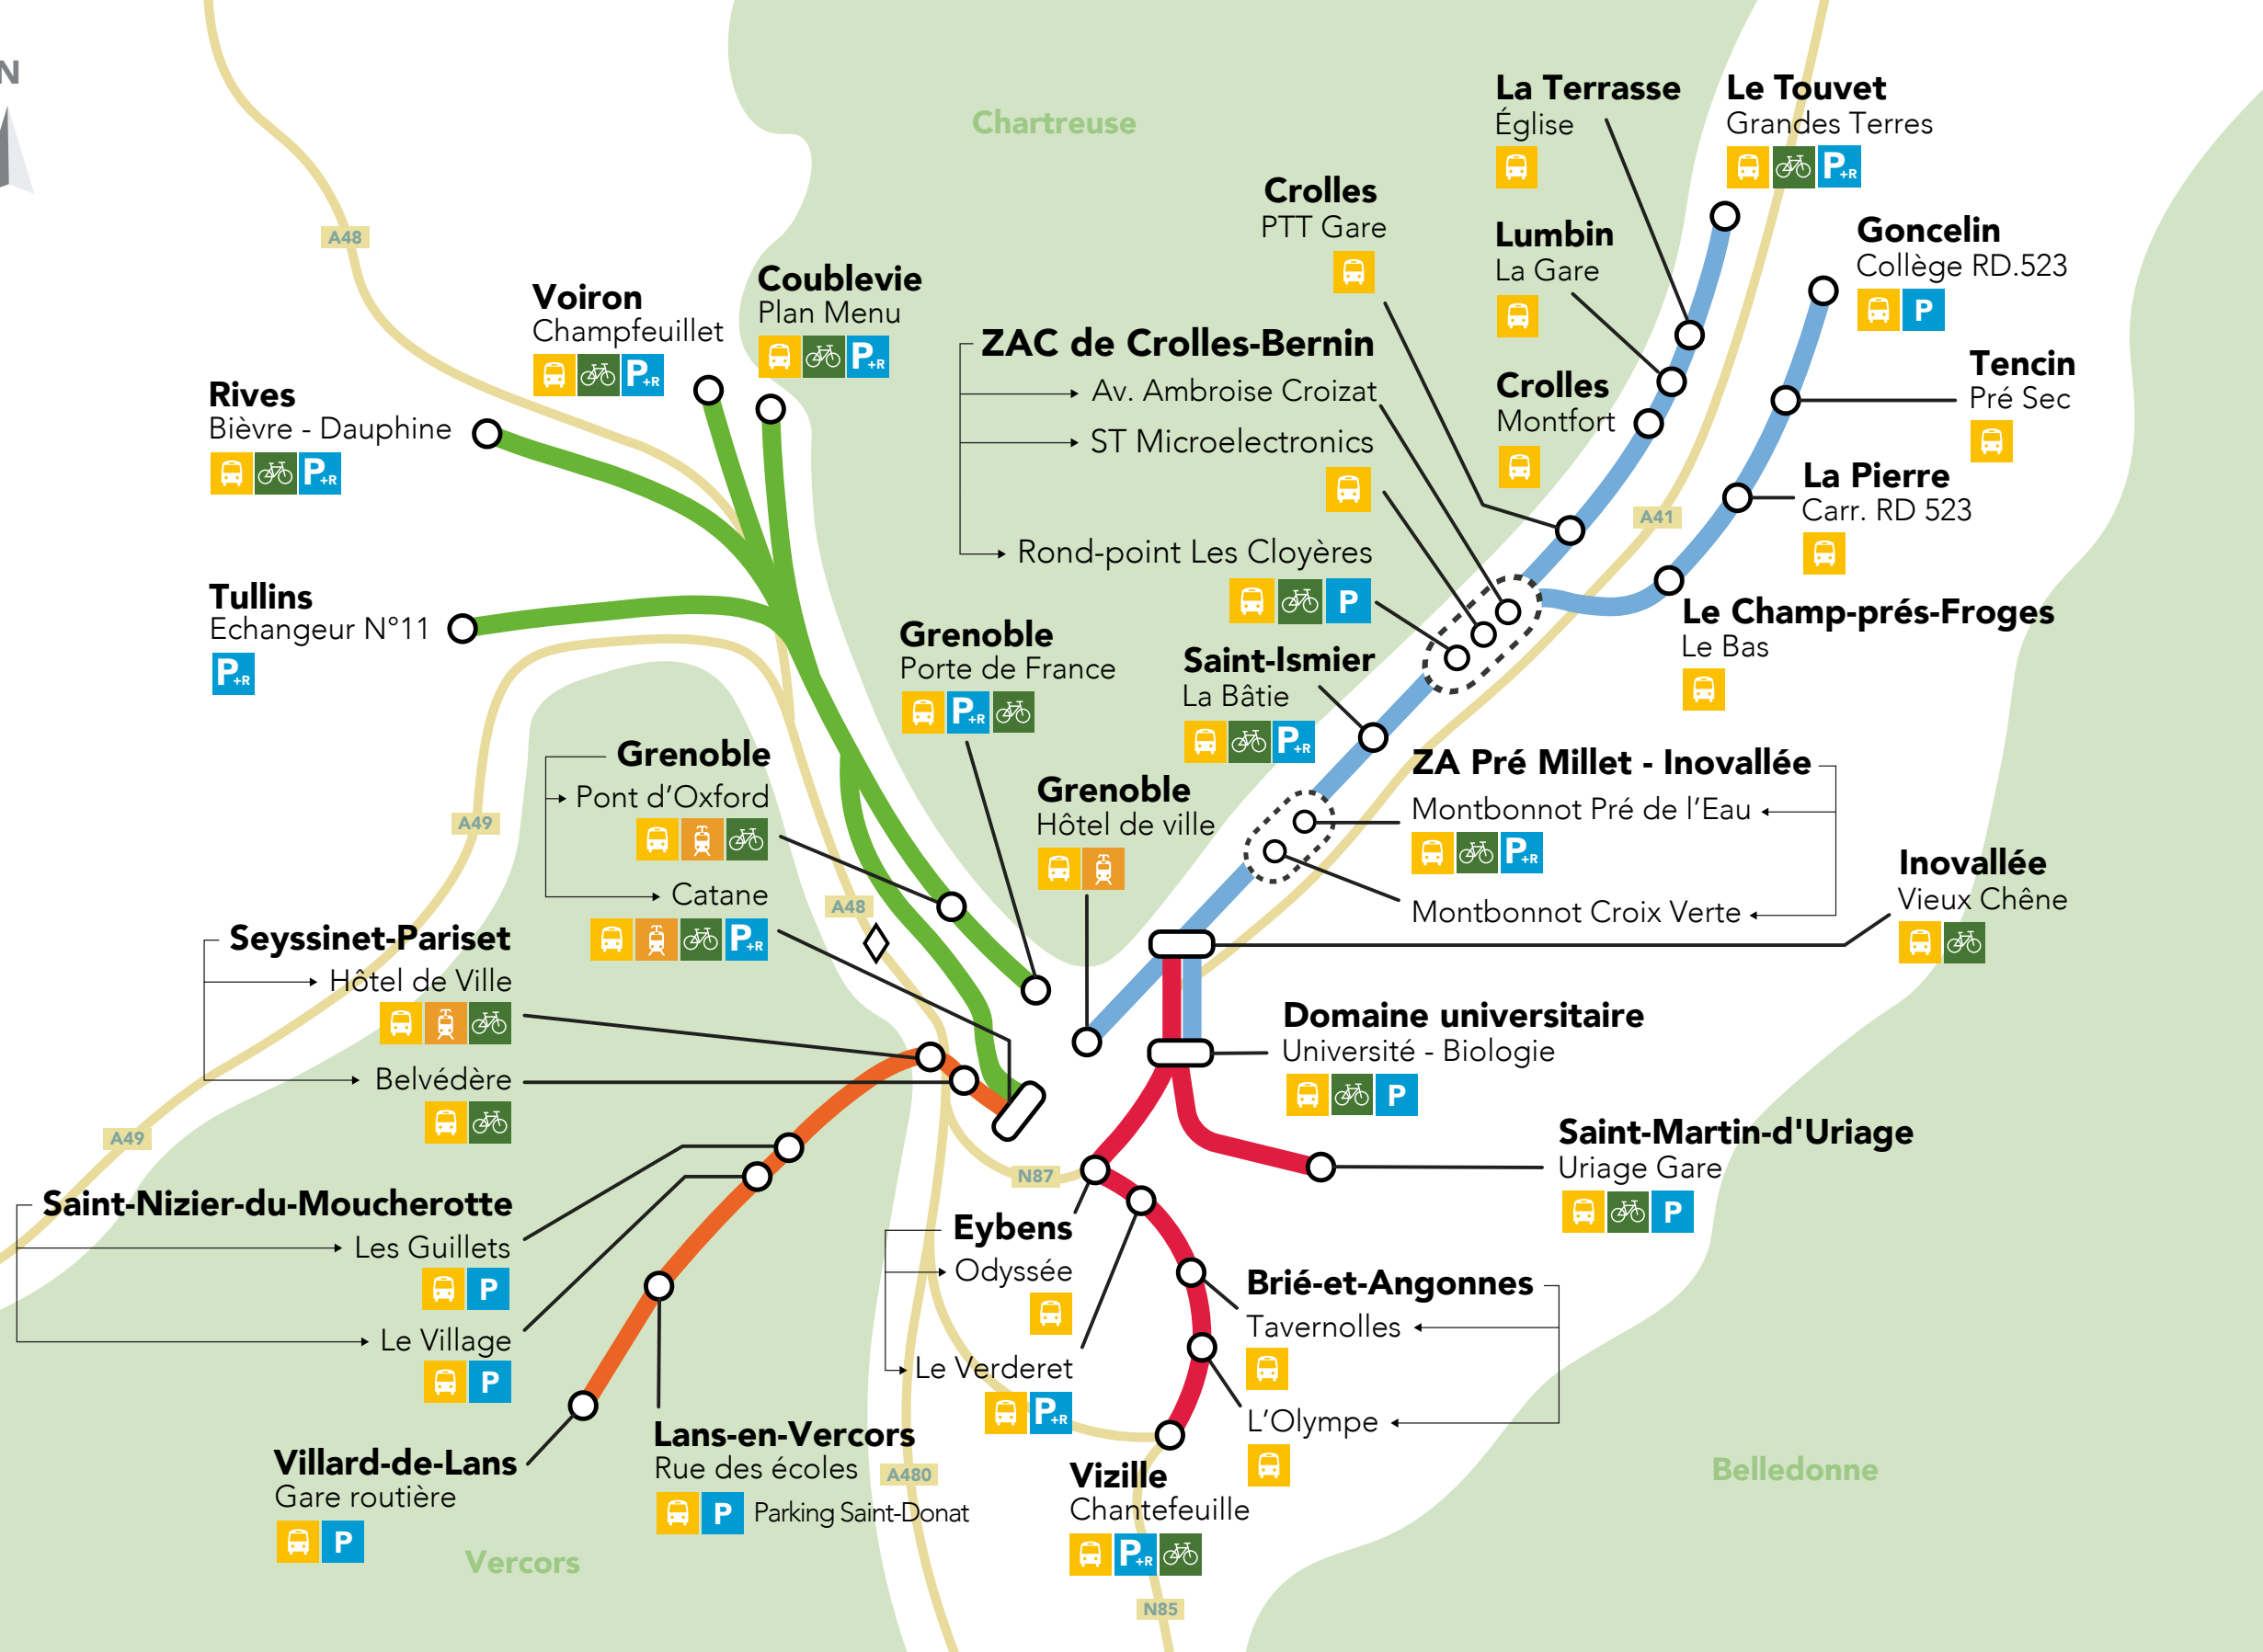 N
Chartreuse
La Terrasse
Église
Le Touvet
Grandes Terres
P+R
Crolles
PTT Gare
Lumbin
La Gare
Goncelin
Collège RD.523
P
A48
Voiron
Champfeuillet
P+R
Coublevie
Plan Menu
P+R
ZAC de Crolles-Bernin
Av. Ambroise Croizat
ST Microelectronics
Rond-point Les Cloyères
P
Crolles
Montfort
Tencin
Pré Sec
Rives
Bièvre - Dauphine
P+R
La Pierre
Carr. RD 523
A41
Tullins
Echangeur N°11
P+R
Le Champ-prés-Froges
Le Bas
Grenoble
Porte de France
P+R
Saint-Ismier
La Bâtie
P+R
Grenoble
Pont d'Oxford
Catane
P+R
A49
Grenoble
Hôtel de ville
ZA Pré Millet - Inovallée
Montbonnot Pré de l'Eau
P+R
Montbonnot Croix Verte
Inovallée
Vieux Chêne
A48
Seyssinet-Pariset
Hôtel de Ville
Belvédère
Domaine universitaire
Université - Biologie
P
A49
N87
Saint-Martin-d'Uriage
Uriage Gare
P
Saint-Nizier-du-Moucherotte
Les Guillets
P
Le Village
P
Eybens
Odyssée
Le Verderet
P+R
Brié-et-Angonnes
Tavernolles
L'Olympe
Villard-de-Lans
Gare routière
P
Lans-en-Vercors
Rue des écoles
P Parking Saint-Donat
A480
Vizille
Chantefeuille
P+R
Belledonne
Vercors
N85